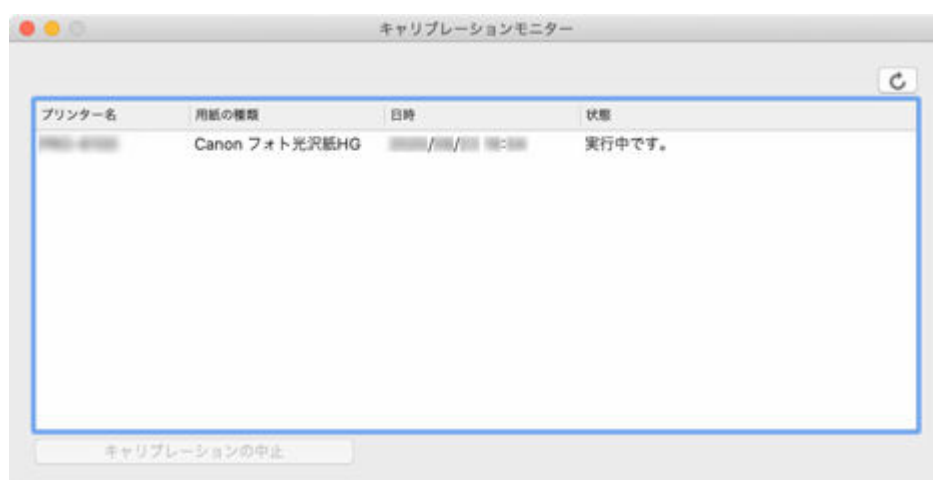 キャリブレーションモニター
プリンター名 用紙の種類 日時 状態
Canon フォト光沢紙HG 実行中です。
キャリブレーションの中止